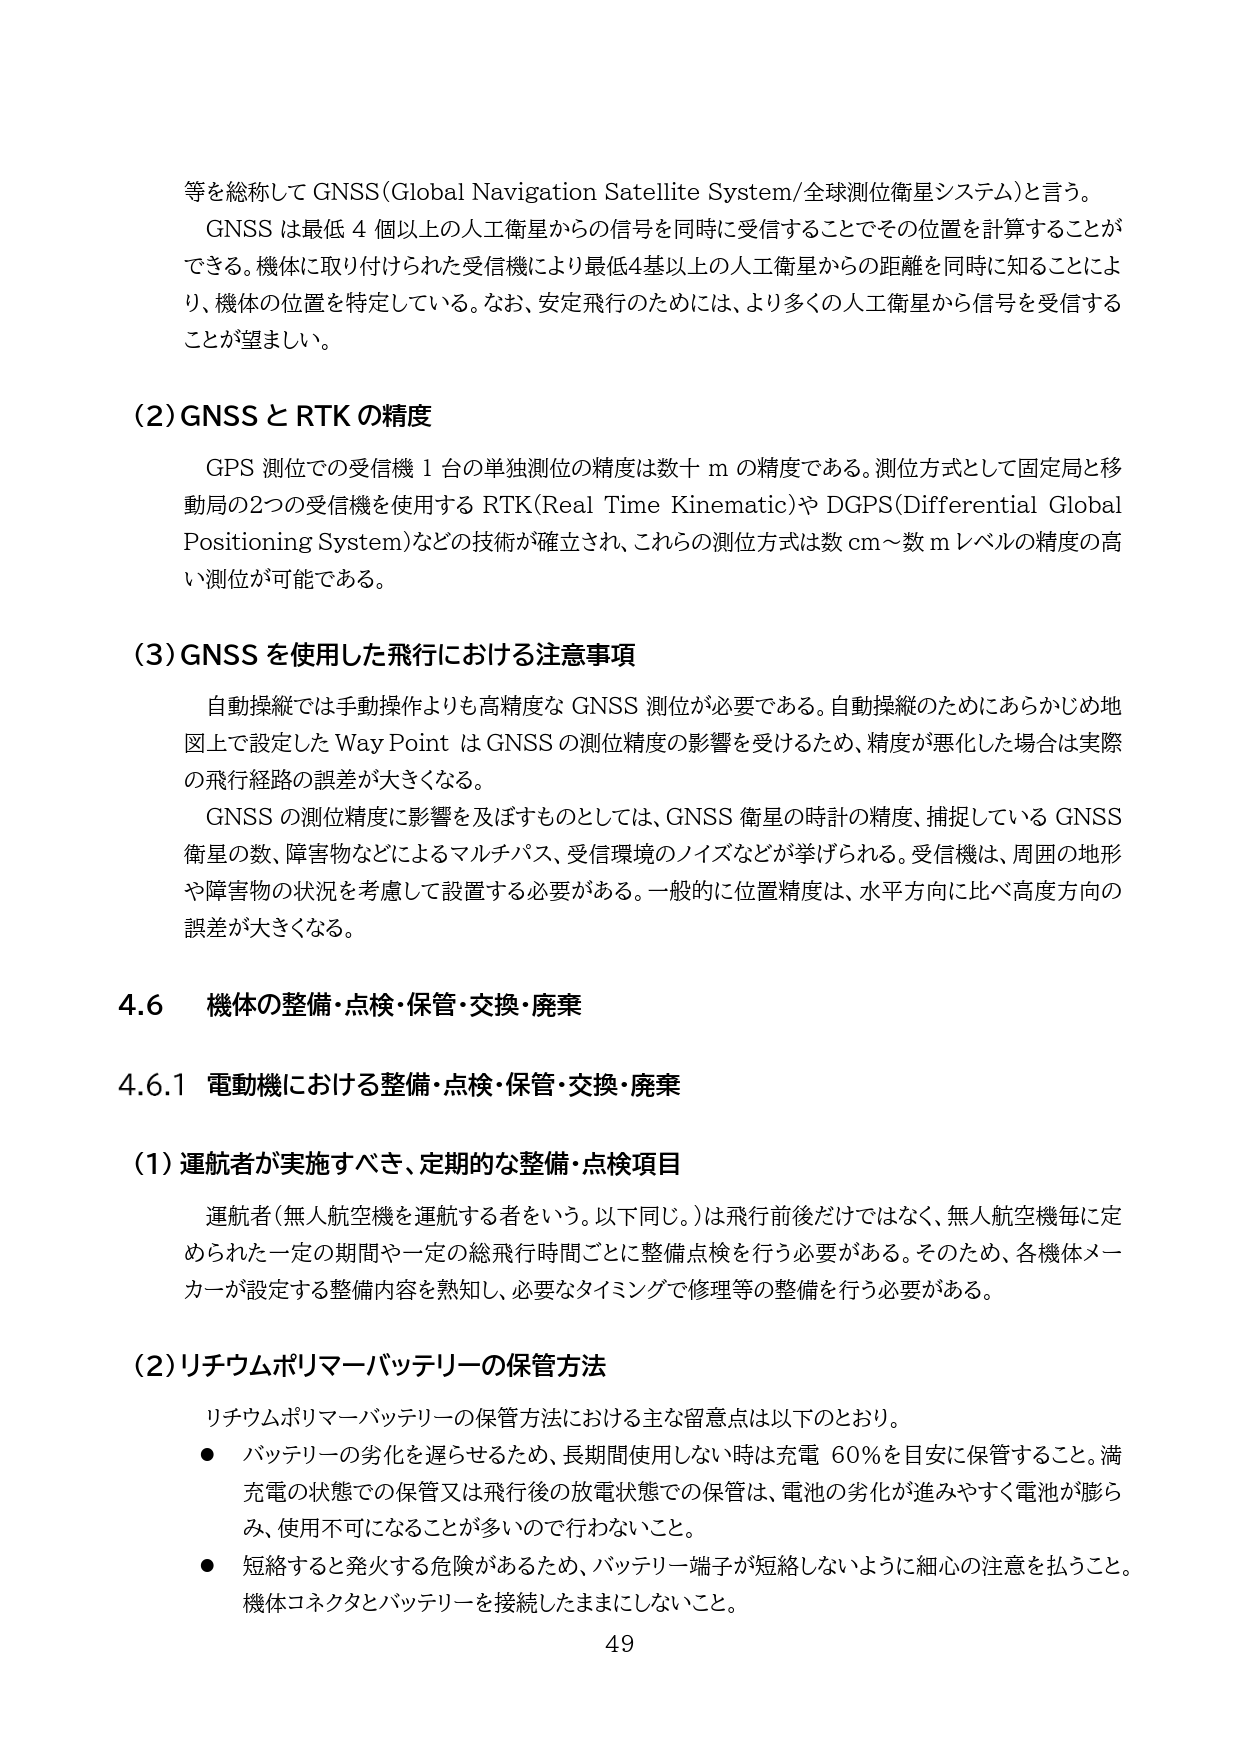 等を総称して GNSS(Global Navigation Satellite System/全球測位衛星システム)と言う。
GNSS は最低 4 個以上の人工衛星からの信号を同時に受信することでその位置を計算することが
できる。機体に取り付けられた受信機により最低4基以上の人工衛星からの距離を同時に知ることによ
り、機体の位置を特定している。なお、安定飛行のためには、より多くの人工衛星から信号を受信する
ことが望ましい。
(2)GNSS と RTK の精度
GPS 測位での受信機 1 台の単独測位の精度は数十 m の精度である。測位方式として固定局と移
動局の2つの受信機を使用する RTK(Real Time Kinematic)や DGPS(Differential Global
Positioning System)などの技術が確立され、これらの測位方式は数 cm～数 m レベルの精度の高
い測位が可能である。
(3)GNSS を使用した飛行における注意事項
自動操縦では手動操作よりも高精度な GNSS 測位が必要である。自動操縦のためにあらかじめ地
図上で設定した Way Point は GNSS の測位精度の影響を受けるため、精度が悪化した場合は実際
の飛行経路の誤差が大きくなる。
GNSS の測位精度に影響を及ぼすものとしては、GNSS 衛星の時計の精度、捕捉している GNSS
衛星の数、障害物などによるマルチパス、受信環境のノイズなどが挙げられる。受信機は、周囲の地形
や障害物の状況を考慮して設置する必要がある。一般的に位置精度は、水平方向に比べ高度方向の
誤差が大きくなる。
4.6 機体の整備・点検・保管・交換・廃棄
4.6.1 電動機における整備・点検・保管・交換・廃棄
(1) 運航者が実施すべき、定期的な整備・点検項目
運航者(無人航空機を運航する者をいう。以下同じ。)は飛行前後だけではなく、無人航空機毎に定
められた一定の期間や一定の総飛行時間ごとに整備点検を行う必要がある。そのため、各機体メー
カーが設定する整備内容を熟知し、必要なタイミングで修理等の整備を行う必要がある。
(2)リチウムポリマーバッテリーの保管方法
リチウムポリマーバッテリーの保管方法における主な留意点は以下のとおり。
● バッテリーの劣化を遅らせるため、長期間使用しない時は充電 60%を目安に保管すること。満
充電の状態での保管又は飛行後の放電状態での保管は、電池の劣化が進みやすく電池が膨ら
み、使用不可になることが多いので行わないこと。
● 短絡すると発火する危険があるため、バッテリー端子が短絡しないように細心の注意を払うこと。
機体コネクタとバッテリーを接続したままにしないこと。
49